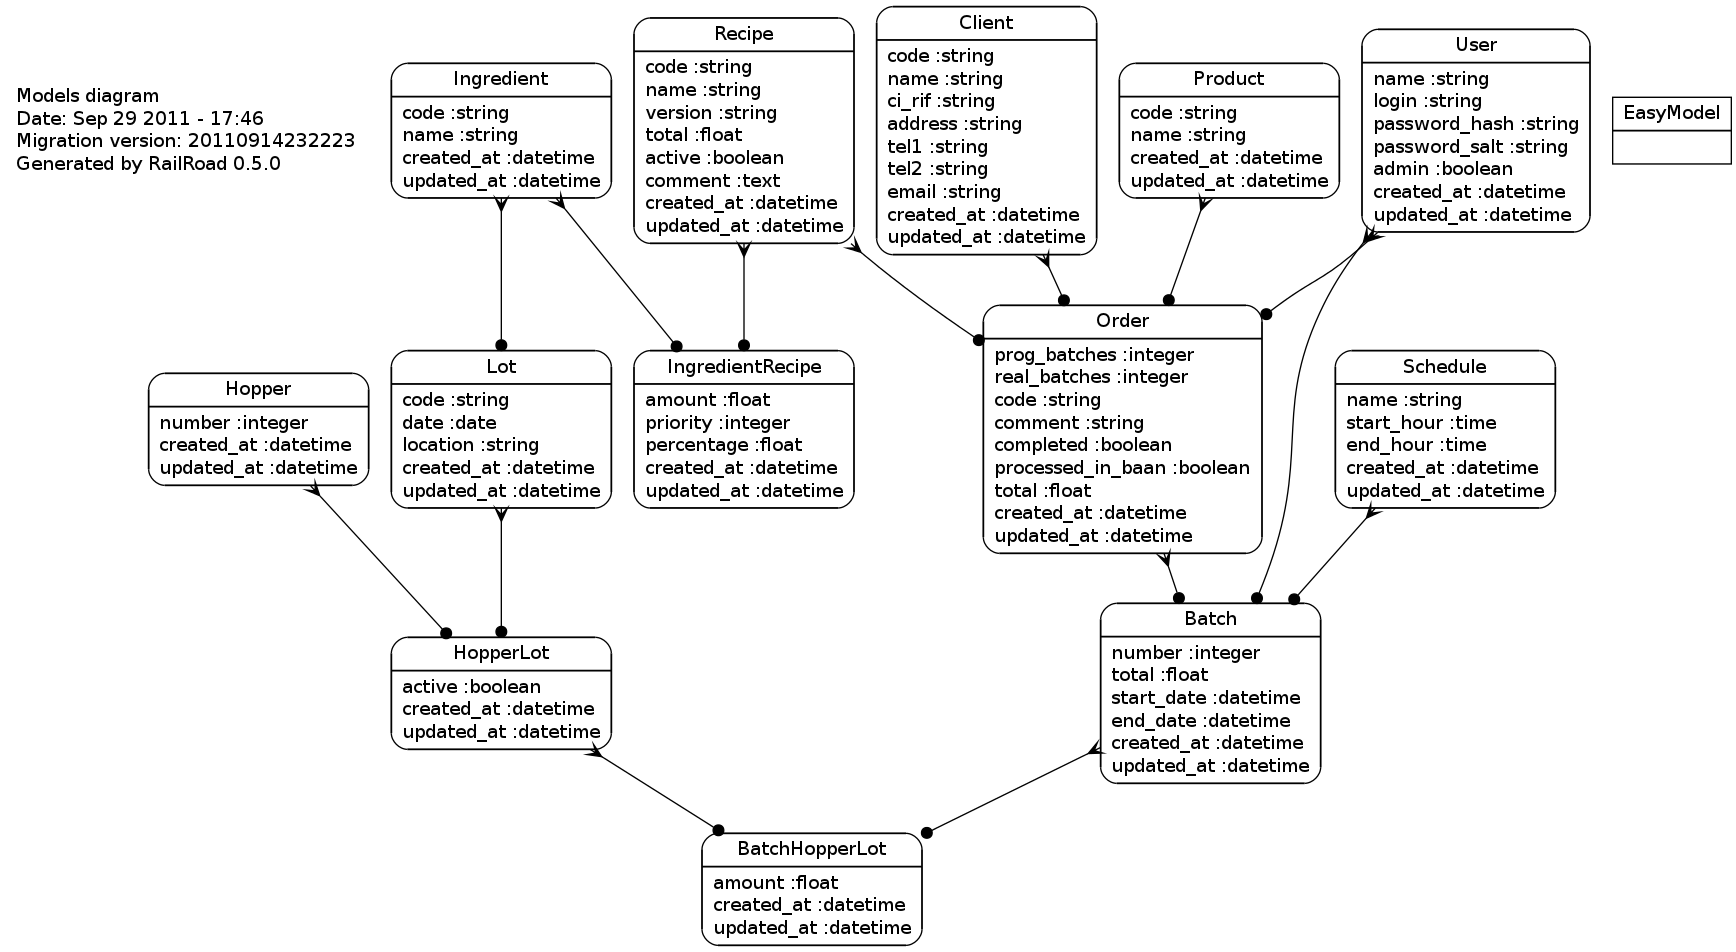 Models diagram
Date: Sep 29 2011 - 17:46
Migration version: 20110914232223
Generated by RailRoad 0.5.0
Ingredient
code :string
name :string
created_at :datetime
updated_at :datetime
Recipe
code :string
name :string
version :string
total :float
active :boolean
comment :text
created_at :datetime
updated_at :datetime
Client
code :string
name :string
ci_rif :string
address :string
tel1 :string
tel2 :string
email :string
created_at :datetime
updated_at :datetime
Product
code :string
name :string
created_at :datetime
updated_at :datetime
User
name :string
login :string
password_hash :string
password_salt :string
admin :boolean
created_at :datetime
updated_at :datetime
EasyModel
Hopper
number :integer
created_at :datetime
updated_at :datetime
Lot
code :string
date :date
location :string
created_at :datetime
updated_at :datetime
IngredientRecipe
amount :float
priority :integer
percentage :float
created_at :datetime
updated_at :datetime
Order
prog_batches :integer
real_batches :integer
code :string
comment :string
completed :boolean
processed_in_baan :boolean
total :float
created_at :datetime
updated_at :datetime
Schedule
name :string
start_hour :time
end_hour :time
created_at :datetime
updated_at :datetime
HopperLot
active :boolean
created_at :datetime
updated_at :datetime
Batch
number :integer
total :float
start_date :datetime
end_date :datetime
created_at :datetime
updated_at :datetime
BatchHopperLot
amount :float
created_at :datetime
updated_at :datetime